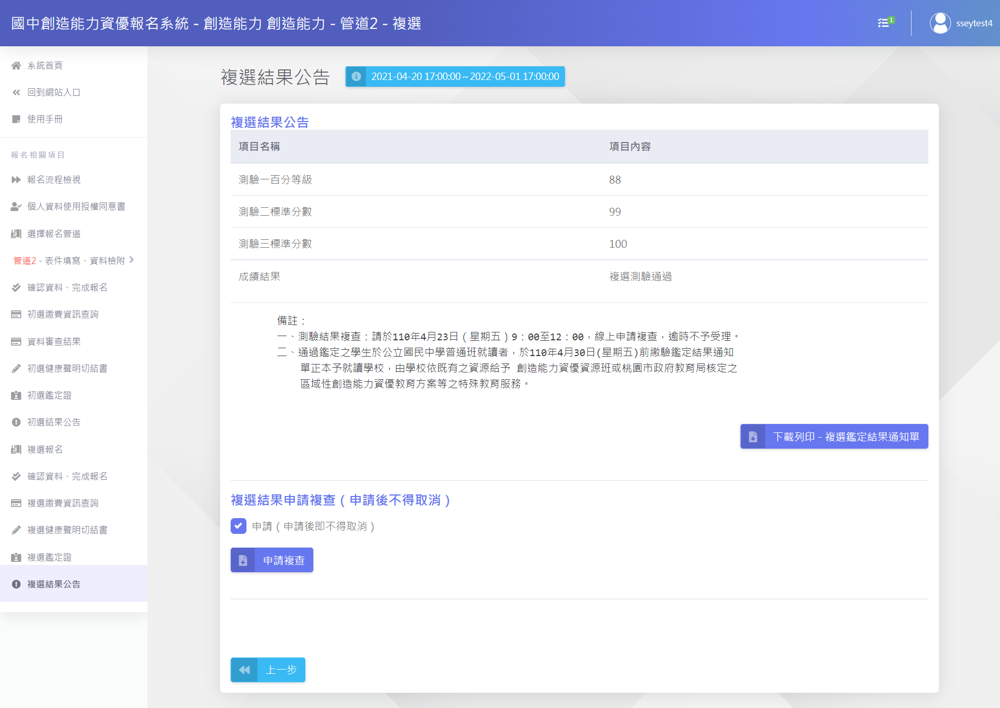 國中創造能力資優報名系統 - 創造能力 創造能力 - 管道2 - 複選
1
sseytest4
系統首頁
回到網站入口
使用手冊
報名相關項目
報名流程檢視
個人資料使用授權同意書
選擇報名管道
管道2 - 表件填寫、資料檢附
確認資料、完成報名
初選繳費資訊查詢
資料審查結果
初選健康聲明切結書
初選鑑定證
初選結果公告
複選報名
確認資料、完成報名
複選繳費資訊查詢
複選健康聲明切結書
複選鑑定證
複選結果公告
複選結果公告
2021-04-20 17:00:00 ~ 2022-05-01 17:00:00
複選結果公告
項目名稱 項目內容
測驗一百分等級 88
測驗二標準分數 99
測驗三標準分數 100
成績結果 複選測驗通過
備註：
一、測驗結果複查：請於110年4月23日（星期五）9：00至12：00，線上申請複查，逾時不予受理。
二、通過鑑定之學生於公立國民中學普通班就讀者，於110年4月30日(星期五)前繳驗鑑定結果通知
單正本予就讀學校，由學校依既有之資源給予 創造能力資優資源班或桃園市政府教育局核定之
區域性創造能力資優教育方案等之特殊教育服務。
下載列印 - 複選鑑定結果通知單
複選結果申請複查（申請後不得取消）
申請（申請後即不得取消）
申請複查
上一步